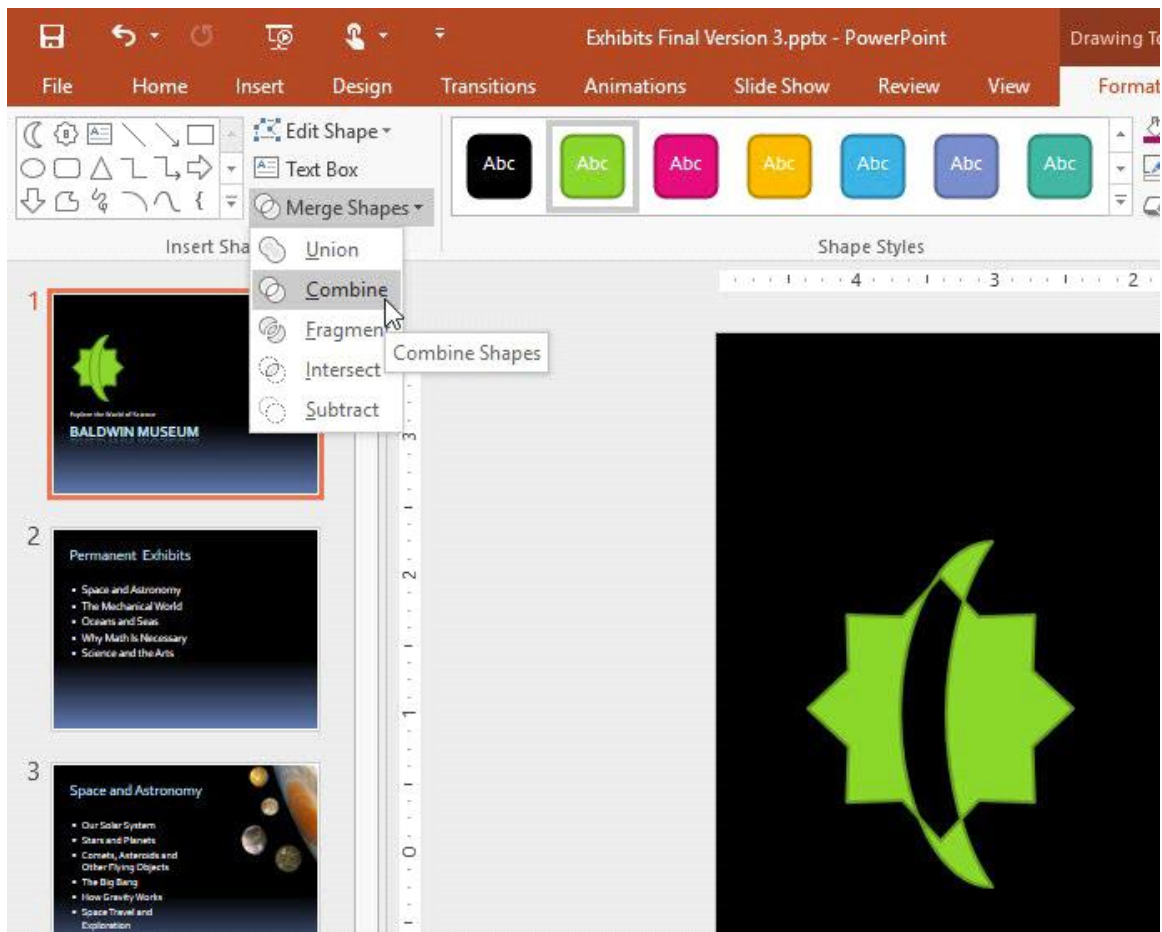 Exhibits Final Version 3.pptx - PowerPoint
Drawing To
File Home Insert Design Transitions Animations Slide Show Review View Format
Edit Shape
Text Box
Merge Shapes
Abc Abc Abc Abc Abc Abc Abc
Insert Sha
Shape Styles
Union
Combine
Fragmen
Intersect
Subtract
Combine Shapes
4 3 2
3
2
1
0
1
Explore the World of Science
BALDWIN MUSEUM
2
Permanent Exhibits
• Space and Astronomy
• The Mechanical World
• Oceans and Seas
• Why Math Is Necessary
• Science and the Arts
3
Space and Astronomy
• Our Solar System
• Stars and Planets
• Comets, Asteroids and
Other Flying Objects
• The Big Bang
• How Gravity Works
• Space Travel and
Exploration